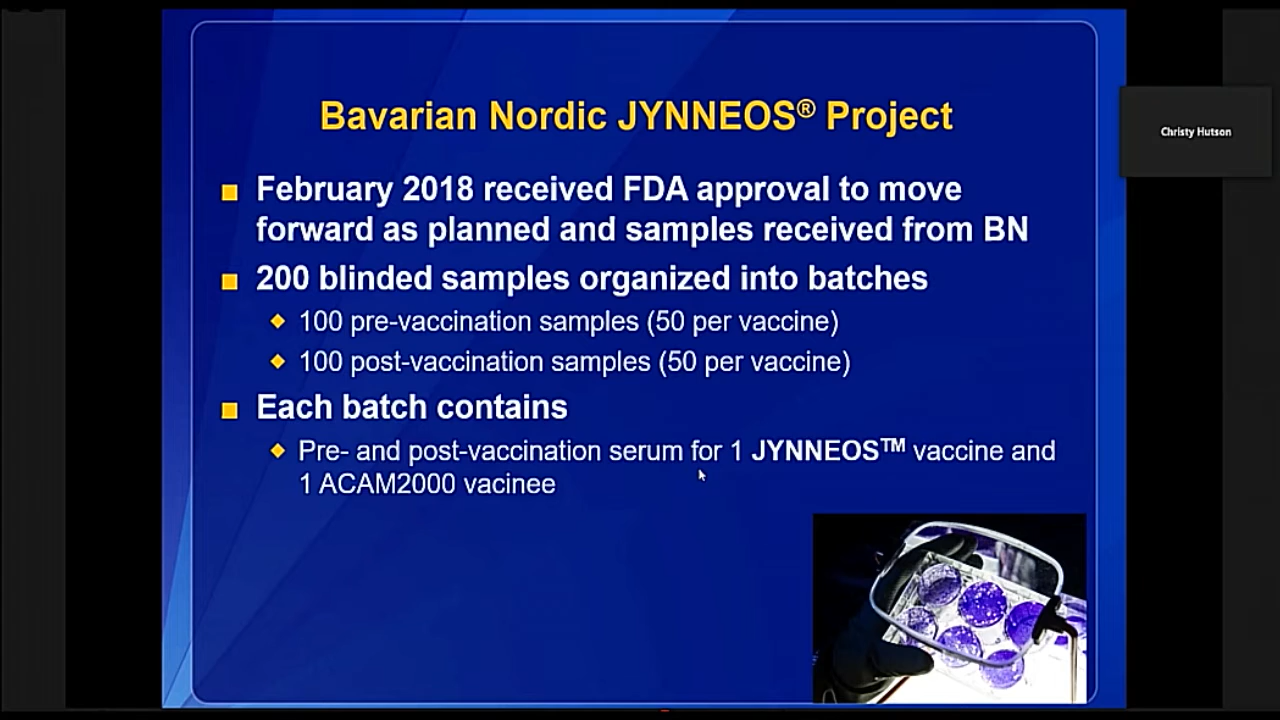 Bavarian Nordic JYNNEOS® Project
Christy Hutson
February 2018 received FDA approval to move
forward as planned and samples received from BN
200 blinded samples organized into batches
100 pre-vaccination samples (50 per vaccine)
100 post-vaccination samples (50 per vaccine)
Each batch contains
Pre- and post-vaccination serum for 1 JYNNEOS™ vaccine and
1 ACAM2000 vacinee